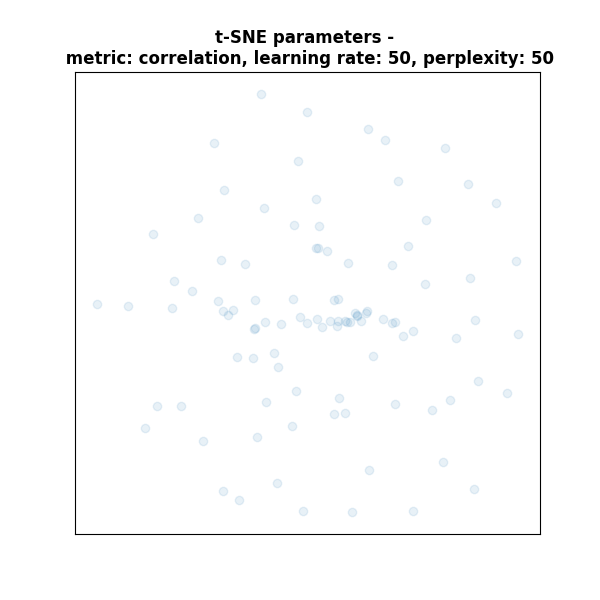 t-SNE parameters -
metric: correlation, learning rate: 50, perplexity: 50